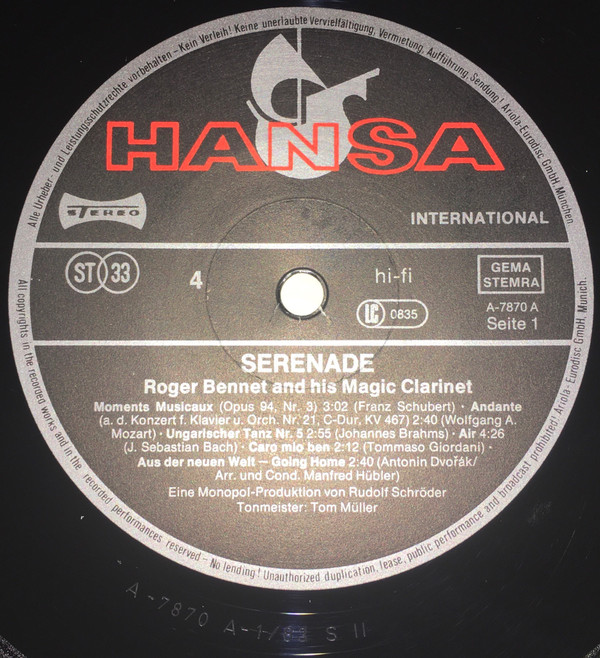 Alle Urheber- und Leistungsschutzrechte vorbehalten – Kein Verleih! Keine unerlaubte Vervielfältigung, Vermietung, Aufführung, Sendung! Ariola-Eurodisc GmbH, München
HANSA
STEREO
INTERNATIONAL
ST 33
4
hi-fi
GEMA
STEMRA
LC 0835
A-7870 A
Seite 1
SERENADE
Roger Bennet and his Magic Clarinet
Moments Musicaux (Opus 94, Nr. 3) 3:02 (Franz Schubert) · Andante
(a. d. Konzert f. Klavier u. Orch. Nr. 21, C-Dur, KV 467) 2:40 (Wolfgang A.
Mozart) · Ungarischer Tanz Nr. 5 2:55 (Johannes Brahms) · Air 4:26
(J. Sebastian Bach) · Caro mio ben 2:12 (Tommaso Giordani) ·
Aus der neuen Welt – Going Home 2:40 (Antonin Dvořák/
Arr. und Cond. Manfred Hübler)
Eine Monopol-Produktion von Rudolf Schröder
Tonmeister: Tom Müller
All copyrights in the recorded works and in the recorded performances reserved – No lending! Unauthorized duplication, lease, public performance and broadcast prohibited! Ariola-Eurodisc GmbH, Munich.
A-7870 A-1/ S II